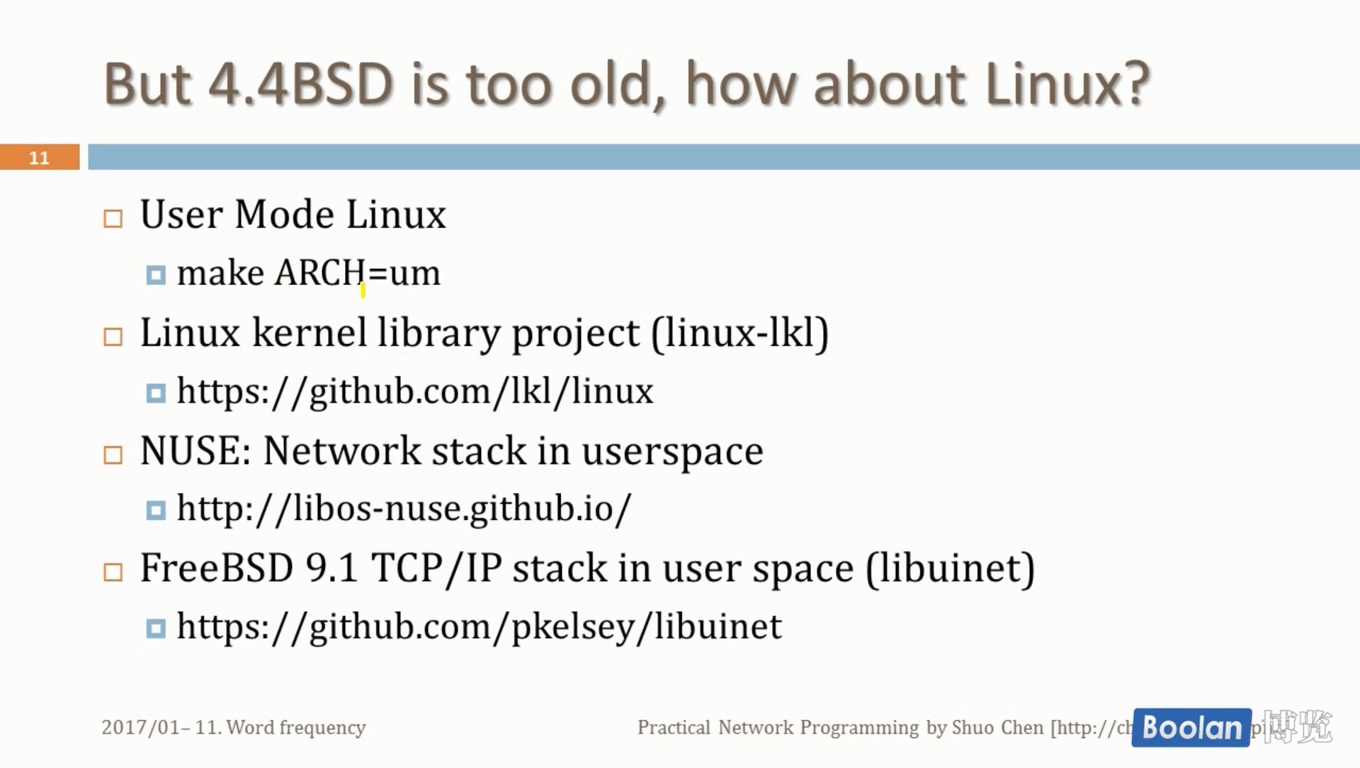 But 4.4BSD is too old, how about Linux?
11
User Mode Linux
make ARCH=um
Linux kernel library project (linux-lkl)
https://github.com/lkl/linux
NUSE: Network stack in userspace
http://libos-nuse.github.io/
FreeBSD 9.1 TCP/IP stack in user space (libuinet)
https://github.com/pkelsey/libuinet
2017/01– 11. Word frequency
Practical Network Programming by Shuo Chen [http://ch
Boolan 博览